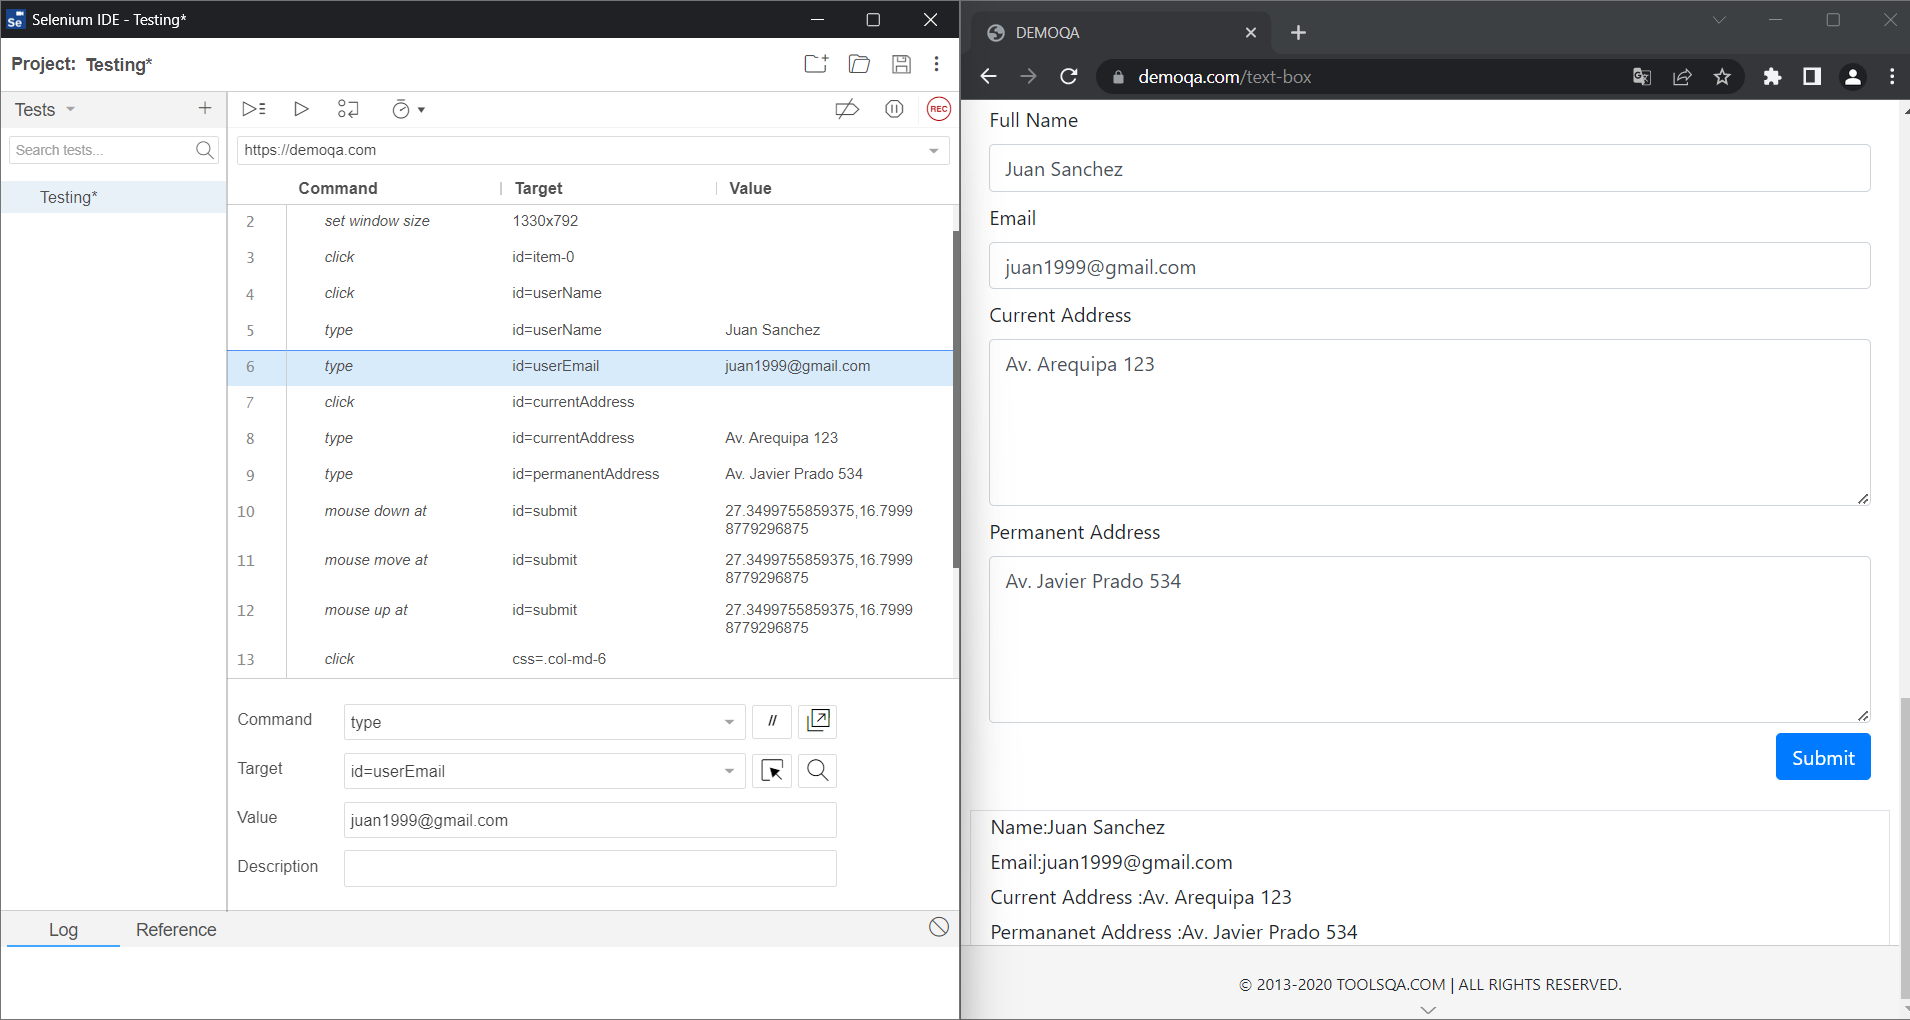 Se Selenium IDE - Testing*
Project: Testing*
Tests
Search tests...
Testing*
REC
https://demoqa.com
Command Target Value
2 set window size 1330x792
3 click id=item-0
4 click id=userName
5 type id=userName Juan Sanchez
6 type id=userEmail juan1999@gmail.com
7 click id=currentAddress
8 type id=currentAddress Av. Arequipa 123
9 type id=permanentAddress Av. Javier Prado 534
10 mouse down at id=submit 27.3499755859375,16.7999
8779296875
11 mouse move at id=submit 27.3499755859375,16.7999
8779296875
12 mouse up at id=submit 27.3499755859375,16.7999
8779296875
13 click css=.col-md-6
Command type //
Target id=userEmail
Value juan1999@gmail.com
Description
Log Reference
DEMOQA
demoqa.com/text-box
Full Name
Juan Sanchez
Email
juan1999@gmail.com
Current Address
Av. Arequipa 123
Permanent Address
Av. Javier Prado 534
Submit
Name:Juan Sanchez
Email:juan1999@gmail.com
Current Address :Av. Arequipa 123
Permananet Address :Av. Javier Prado 534
© 2013-2020 TOOLSQA.COM | ALL RIGHTS RESERVED.